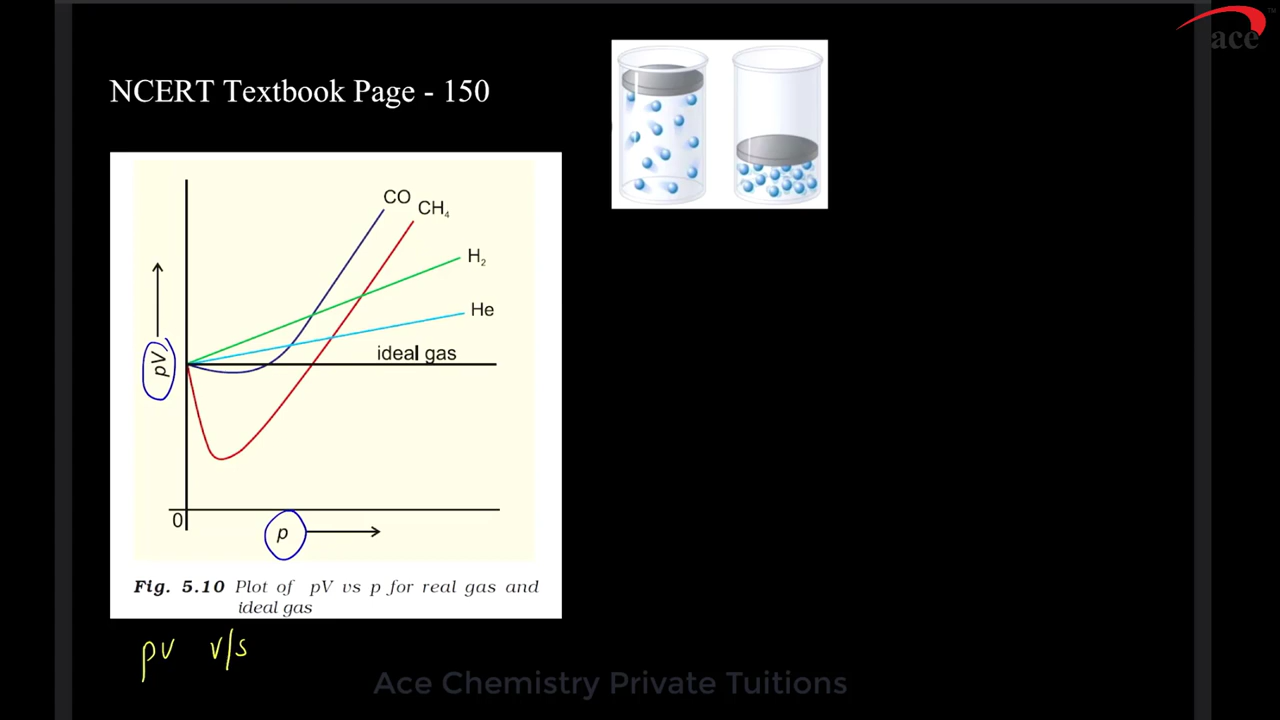 ace
TM
NCERT Textbook Page - 150
CO
CH₄
H₂
He
ideal gas
pV
0
p
Fig. 5.10 Plot of pV vs p for real gas and
ideal gas
pV v/s
Ace Chemistry Private Tuitions